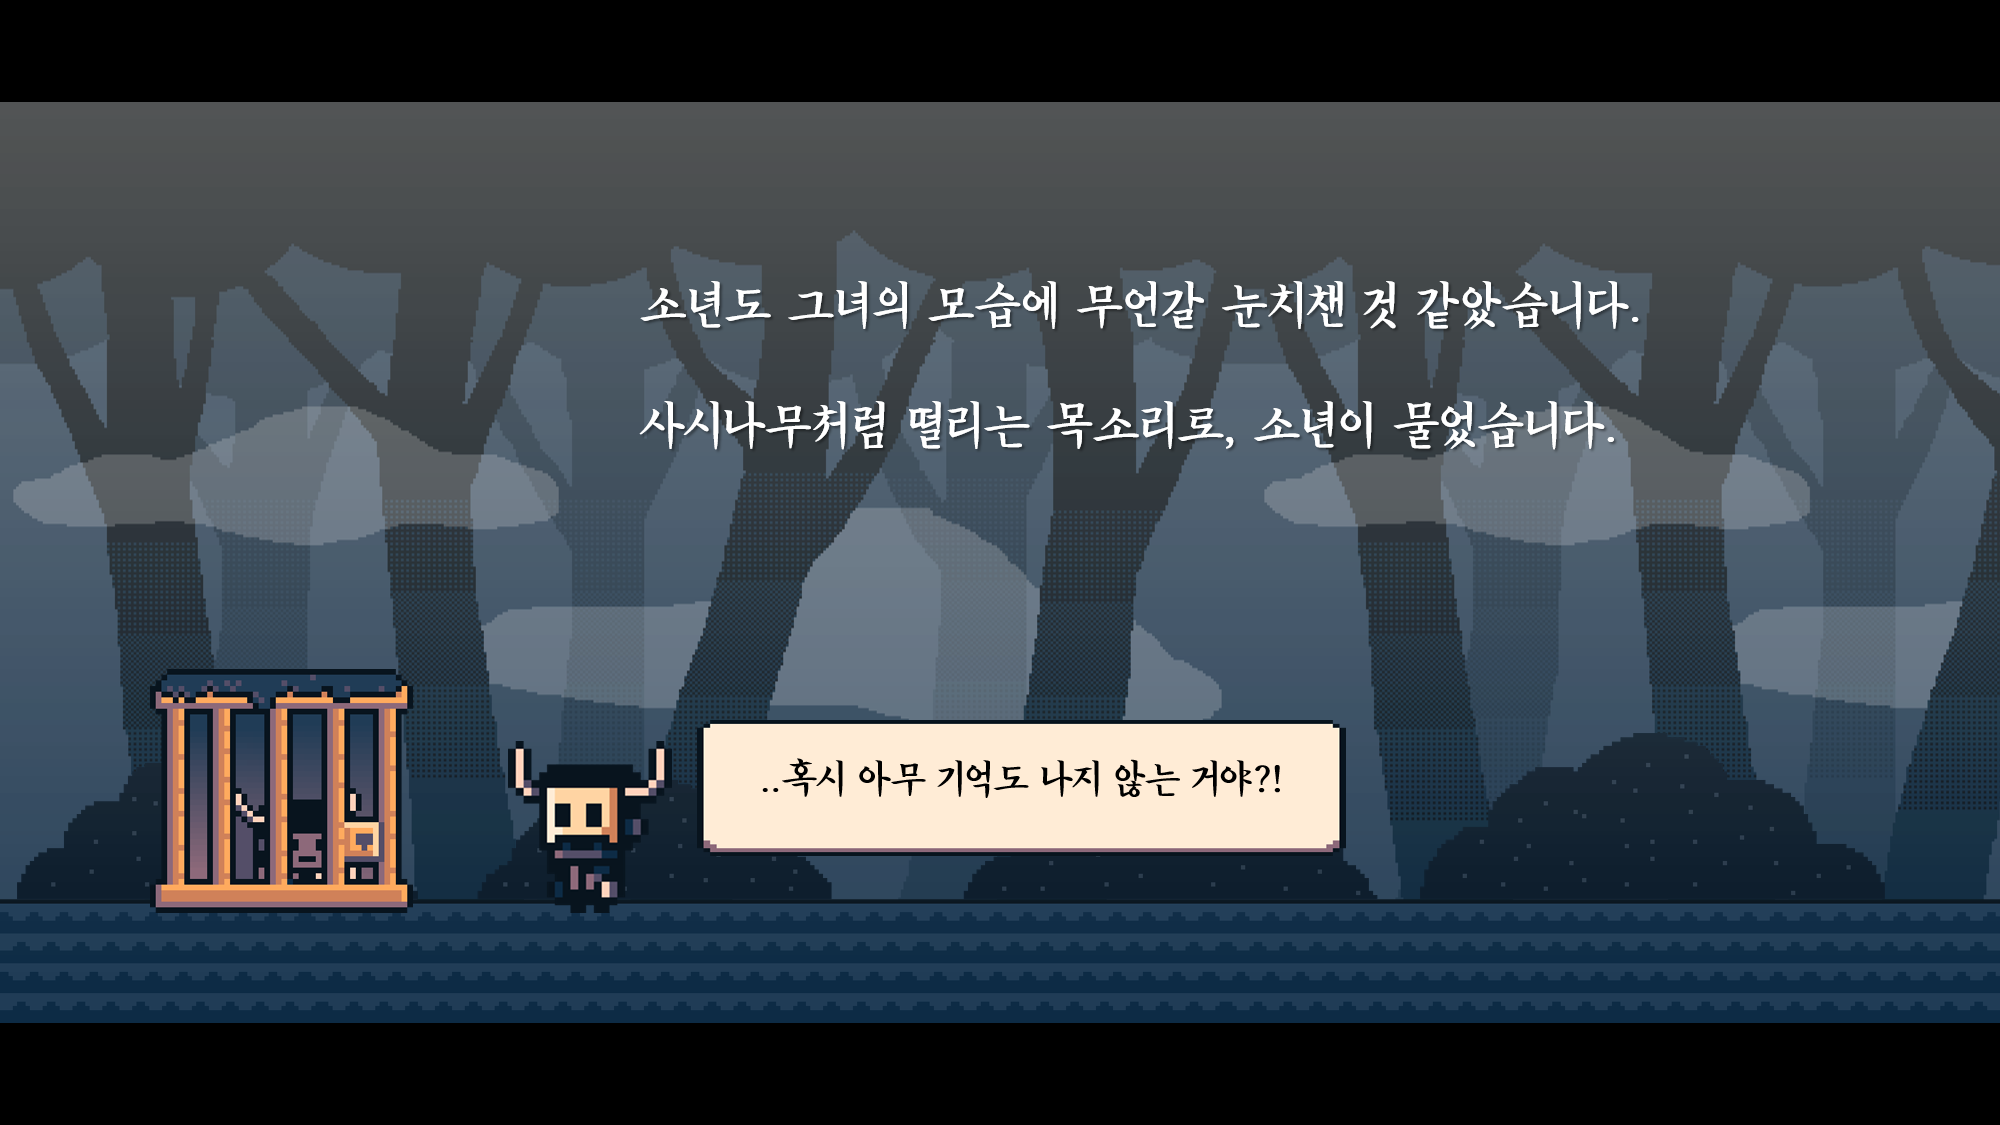 소년도 그녀의 모습에 무언갈 눈치챈 것 같았습니다.
사시나무처럼 떨리는 목소리로, 소년이 물었습니다.
..혹시 아무 기억도 나지 않는 거야?!